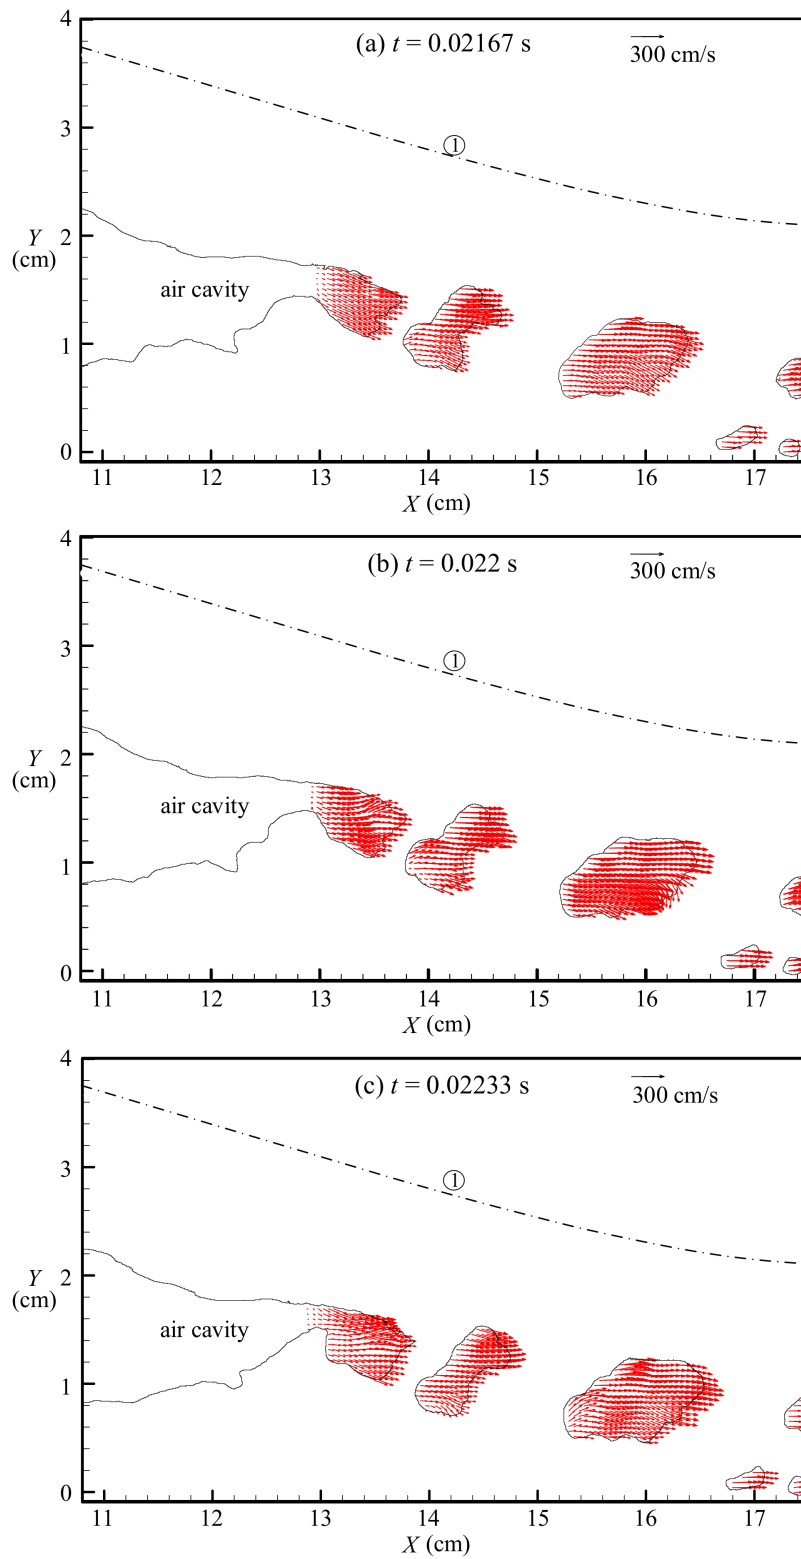 (a) t = 0.02167 s
300 cm/s
①
Y
(cm)
air cavity
4
3
2
1
0
11 12 13 14 15 16 17
X (cm)
(b) t = 0.022 s
300 cm/s
①
Y
(cm)
air cavity
4
3
2
1
0
11 12 13 14 15 16 17
X (cm)
(c) t = 0.02233 s
300 cm/s
①
Y
(cm)
air cavity
4
3
2
1
0
11 12 13 14 15 16 17
X (cm)